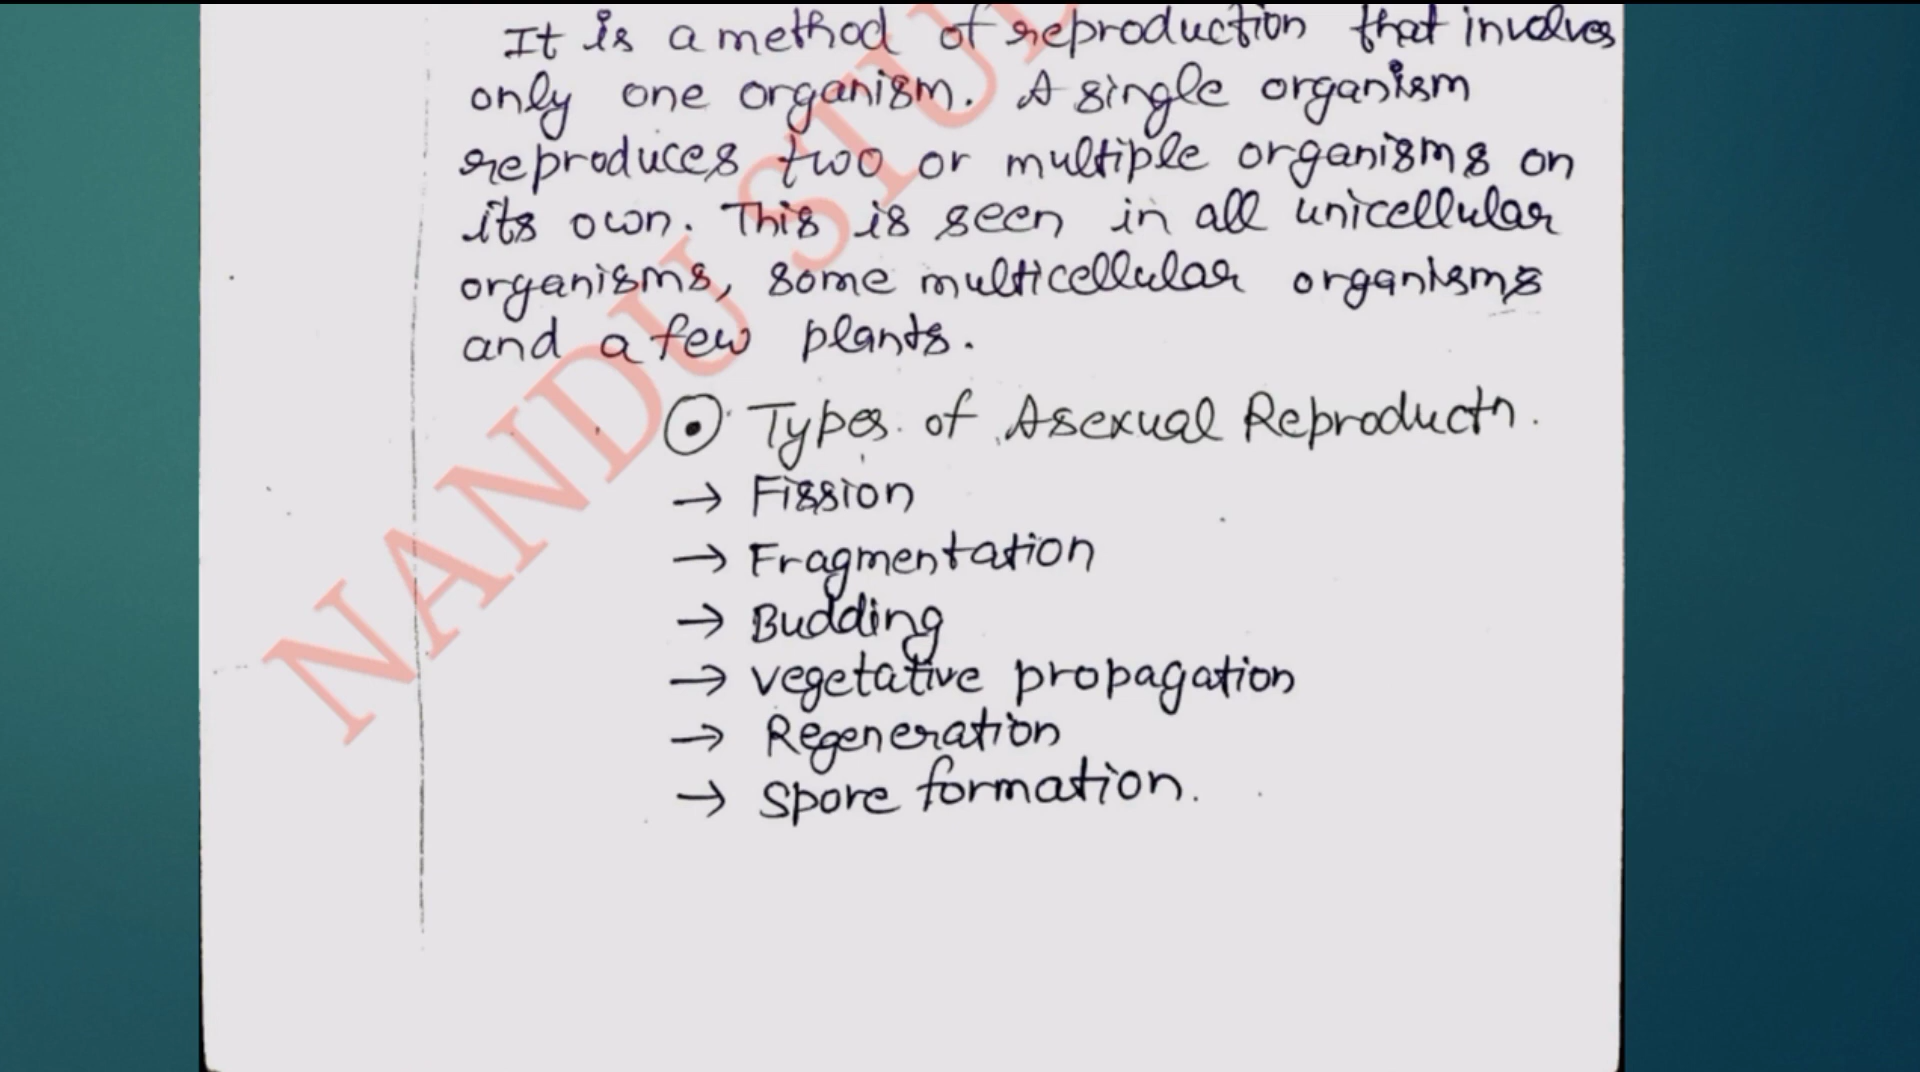 It is a method of reproduction that involves
only one organism. A single organism
reproduces two or multiple organisms on
its own. This is seen in all unicellular
organisms, some multicellular organisms
and a few plants.
⊙ Types of Asexual Reproductn.
→ Fission
→ Fragmentation
→ Budding
→ vegetative propagation
→ Regeneration
→ Spore formation.
NANDU STU